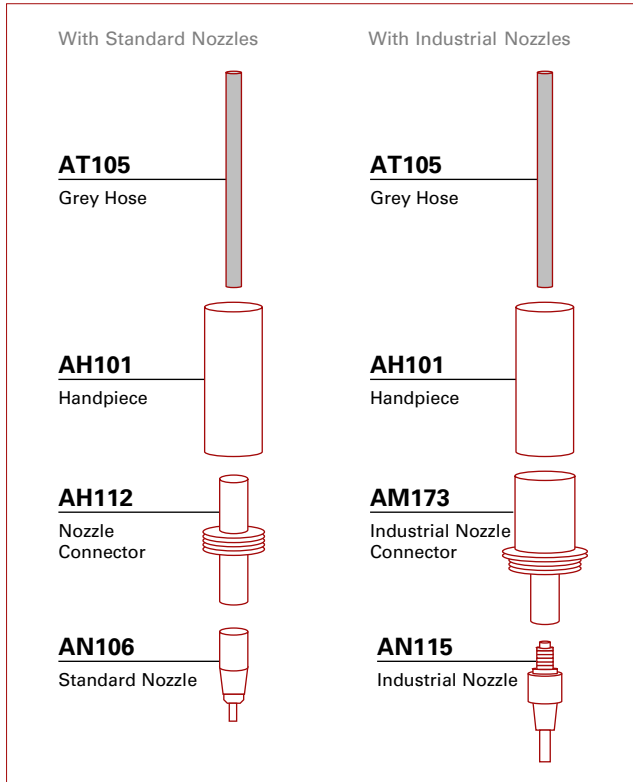 With Standard Nozzles
AT105
Grey Hose
AH101
Handpiece
AH112
Nozzle
Connector
AN106
Standard Nozzle
With Industrial Nozzles
AT105
Grey Hose
AH101
Handpiece
AM173
Industrial Nozzle
Connector
AN115
Industrial Nozzle